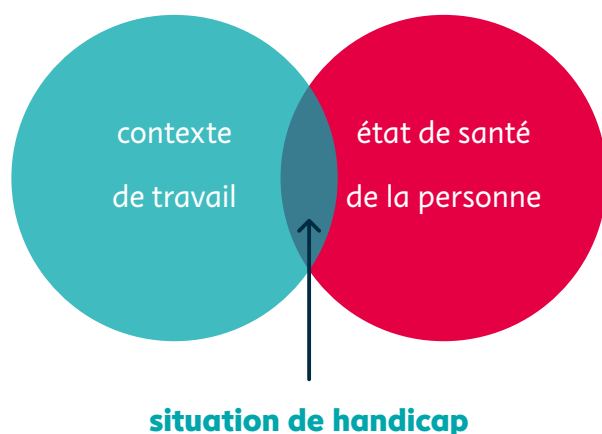 contexte
de travail
état de santé
de la personne
situation de handicap